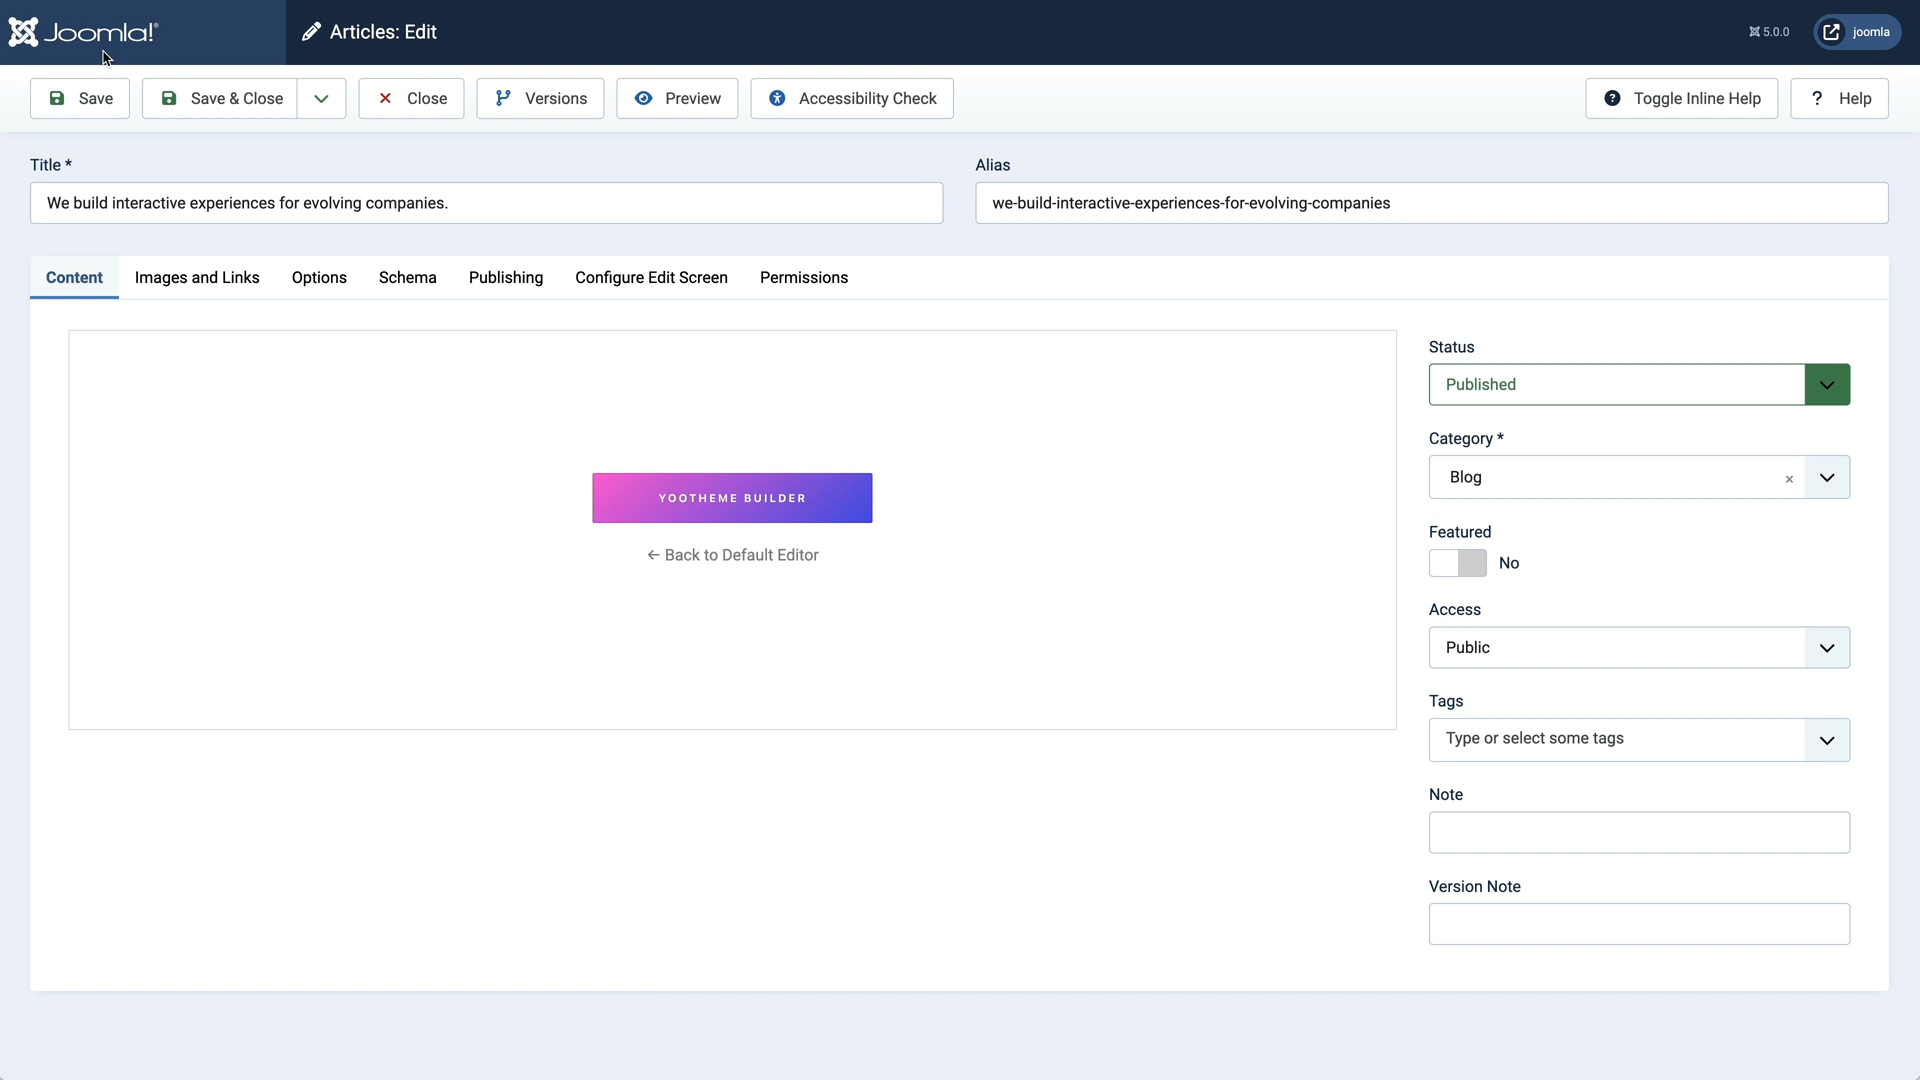 Joomla!®
Articles: Edit
5.0.0
joomla
Save
Save & Close
Close
Versions
Preview
Accessibility Check
Toggle Inline Help
? Help
Title *
Alias
We build interactive experiences for evolving companies.
we-build-interactive-experiences-for-evolving-companies
Content
Images and Links
Options
Schema
Publishing
Configure Edit Screen
Permissions
YOOTHEME BUILDER
← Back to Default Editor
Status
Published
Category *
Blog ×
Featured
No
Access
Public
Tags
Type or select some tags
Note
Version Note